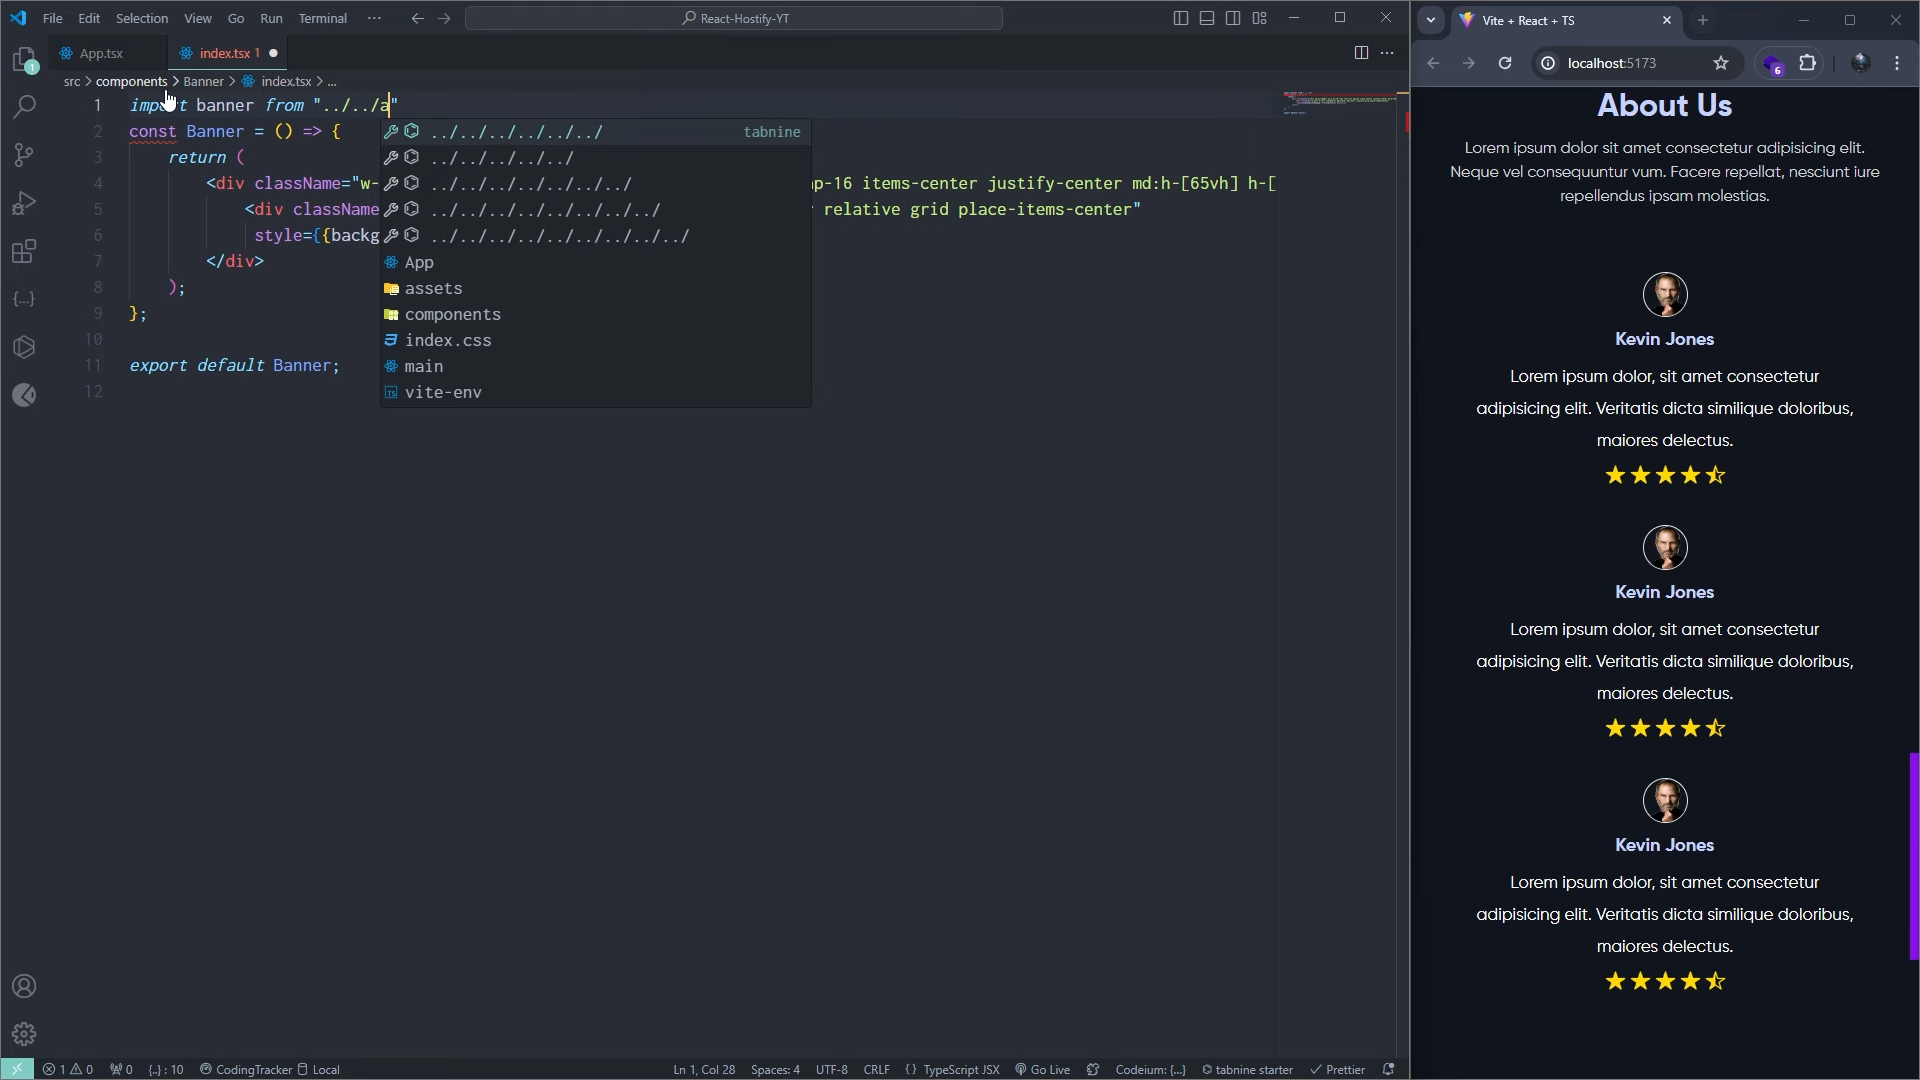 File Edit Selection View Go Run Terminal ···
React-Hostify-YT
App.tsx
index.tsx 1
src > components > Banner > index.tsx > ...
1 import banner from "../../a"
2 const Banner = () => {
3 return (
4 <div className="w-
ap-16 items-center justify-center md:h-[65vh] h-[
5 <div className
r relative grid place-items-center"
6 style={{backg
7 </div>
8 );
9 };
10
11 export default Banner;
12
../../../../../../ tabnine
../../../../../
../../../../../../../
../../../../../../../../
../../../../../../../../../
App
assets
components
index.css
main
vite-env
1
{...}
1 0 0 {..} : 10 CodingTracker Local
Ln 1, Col 28 Spaces: 4 UTF-8 CRLF {} TypeScript JSX Go Live Codeium: {...} tabnine starter Prettier
Vite + React + TS
localhost:5173
6
About Us
Lorem ipsum dolor sit amet consectetur adipisicing elit.
Neque vel consequuntur vum. Facere repellat, nesciunt iure
repellendus ipsam molestias.
Kevin Jones
Lorem ipsum dolor, sit amet consectetur
adipisicing elit. Veritatis dicta similique doloribus,
maiores delectus.
Kevin Jones
Lorem ipsum dolor, sit amet consectetur
adipisicing elit. Veritatis dicta similique doloribus,
maiores delectus.
Kevin Jones
Lorem ipsum dolor, sit amet consectetur
adipisicing elit. Veritatis dicta similique doloribus,
maiores delectus.